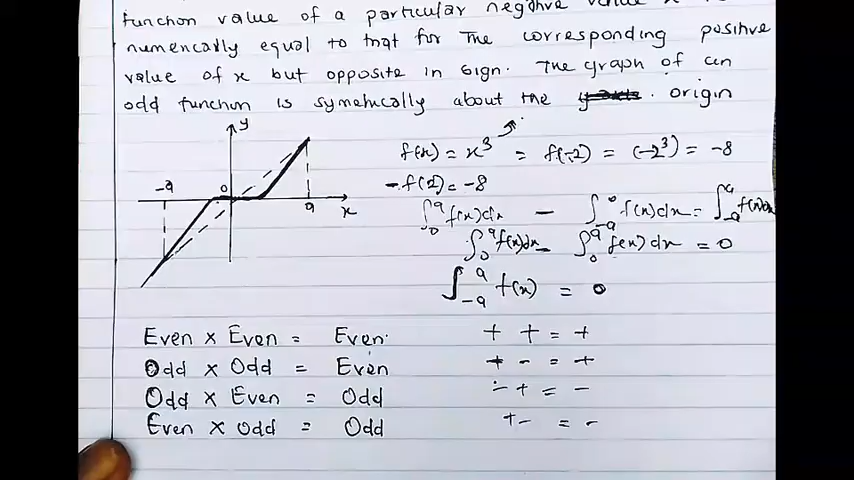 function value of a particular negative value x is
numerically equal to that for the corresponding positive
value of x but opposite in sign. The graph of an
odd function is symetrically about the origin
y
-a
0
a
x
f(x) = x³ = f(-2) = (-2³) = -8
-f(2) = -8
∫₀ᵃ f(x)dx - ∫₋ₐ⁰ f(x)dx = ∫₋ₐᵃ f(x)dx
∫₀ᵃ f(x)dx - ∫₀ᵃ f(x)dx = 0
∫₋ₐᵃ f(x) = 0
Even × Even = Even. + + = +
Odd × Odd = Even + - = +
Odd × Even = Odd - + = -
Even × Odd = Odd + - = -